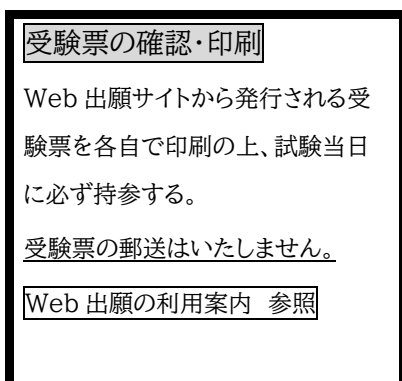 受験票の確認・印刷
Web 出願サイトから発行される受
験票を各自で印刷の上、試験当日
に必ず持参する。
受験票の郵送はいたしません。
Web 出願の利用案内　参照